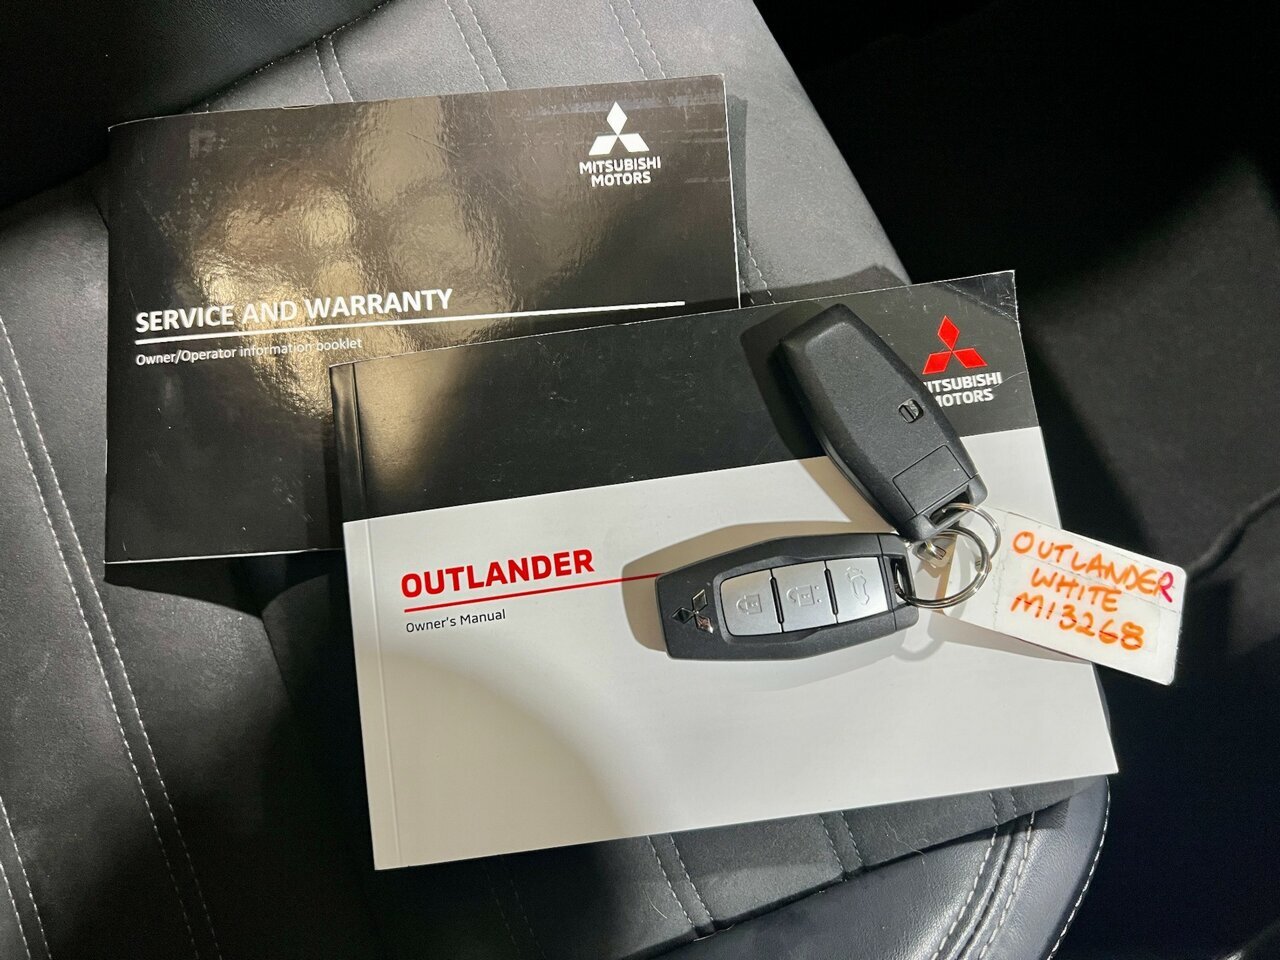 MITSUBISHI
MOTORS
SERVICE AND WARRANTY
Owner/Operator information booklet
MITSUBISHI
MOTORS
OUTLANDER
Owner's Manual
OUTLANDER
WHITE
M13268